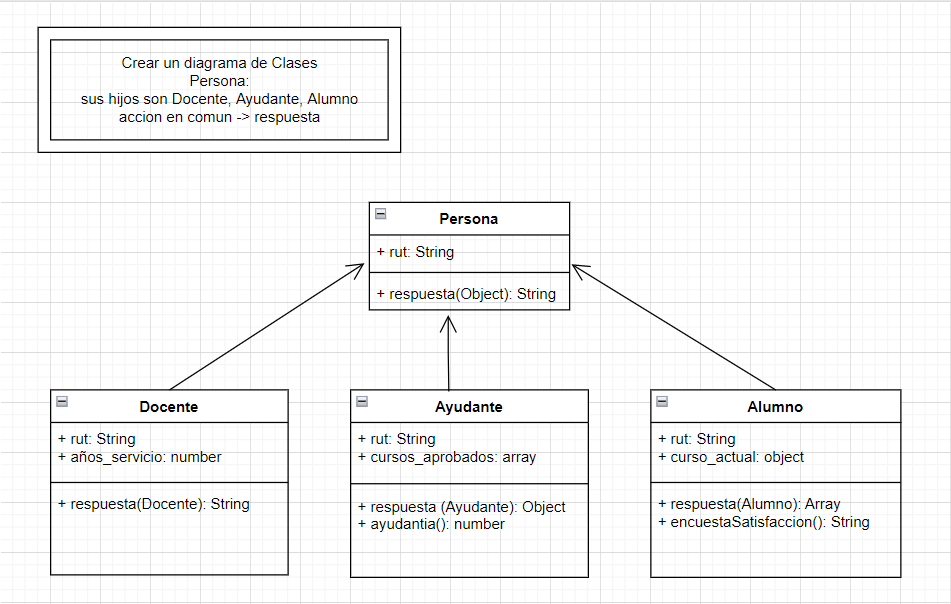 Crear un diagrama de Clases
Persona:
sus hijos son Docente, Ayudante, Alumno
accion en comun -> respuesta
Persona
+ rut: String
+ respuesta(Object): String
Docente
+ rut: String
+ años_servicio: number
+ respuesta(Docente): String
Ayudante
+ rut: String
+ cursos_aprobados: array
+ respuesta (Ayudante): Object
+ ayudantia(): number
Alumno
+ rut: String
+ curso_actual: object
+ respuesta(Alumno): Array
+ encuestaSatisfaccion(): String